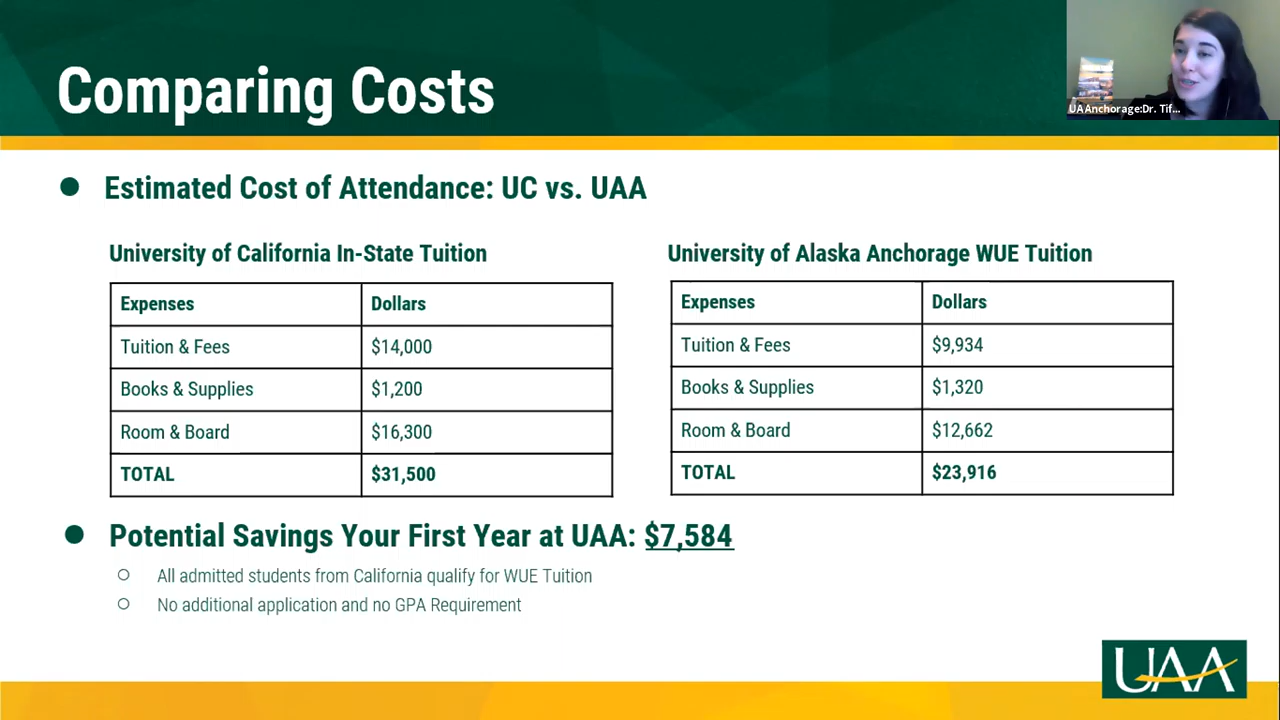 Comparing Costs
UAAnchorage:Dr. Tif...
Estimated Cost of Attendance: UC vs. UAA
University of California In-State Tuition
Expenses Dollars
Tuition & Fees $14,000
Books & Supplies $1,200
Room & Board $16,300
TOTAL $31,500
University of Alaska Anchorage WUE Tuition
Expenses Dollars
Tuition & Fees $9,934
Books & Supplies $1,320
Room & Board $12,662
TOTAL $23,916
Potential Savings Your First Year at UAA: $7,584
All admitted students from California qualify for WUE Tuition
No additional application and no GPA Requirement
UAA